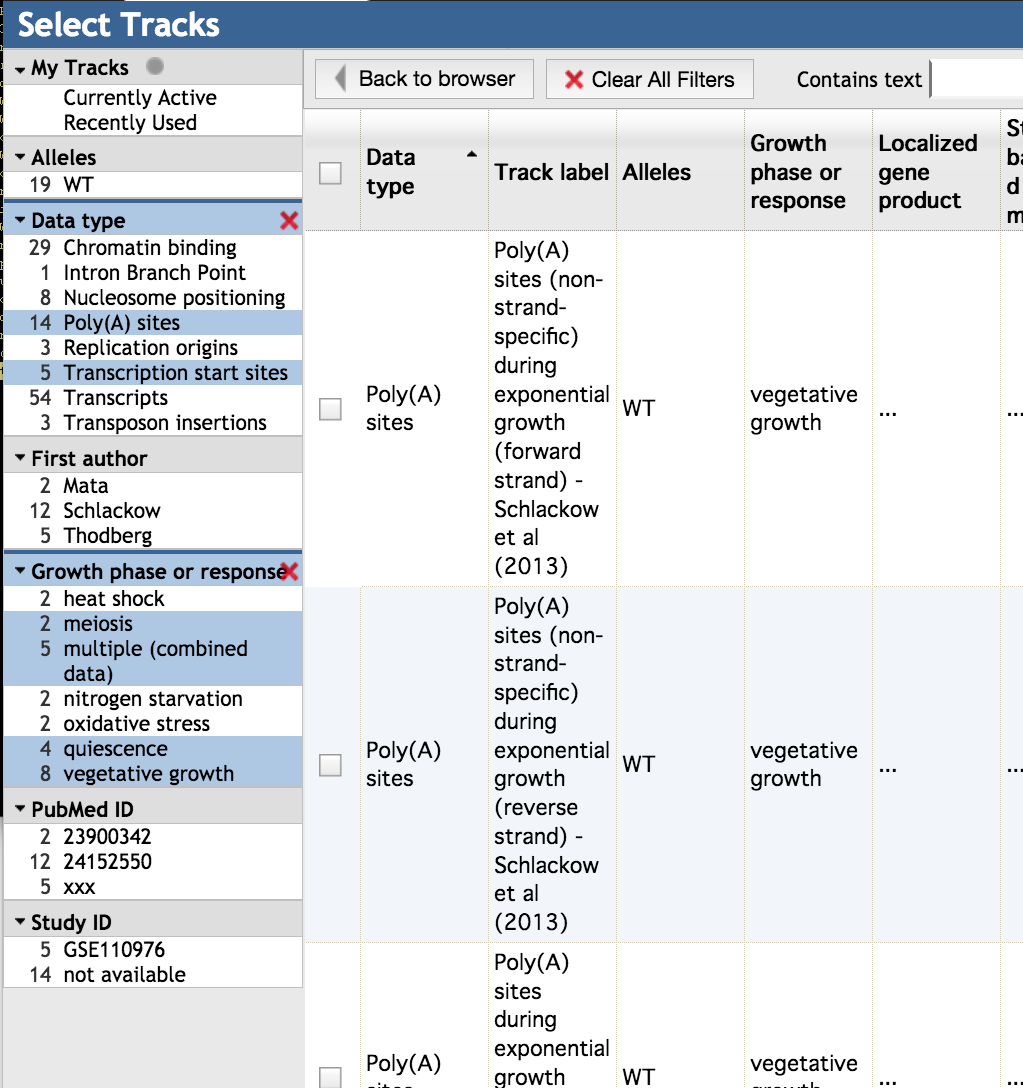 Select Tracks
My Tracks
Currently Active
Recently Used
Alleles
19 WT
Data type
29 Chromatin binding
1 Intron Branch Point
8 Nucleosome positioning
14 Poly(A) sites
3 Replication origins
5 Transcription start sites
54 Transcripts
3 Transposon insertions
First author
2 Mata
12 Schlackow
5 Thodberg
Growth phase or response
2 heat shock
2 meiosis
5 multiple (combined
data)
2 nitrogen starvation
2 oxidative stress
4 quiescence
8 vegetative growth
PubMed ID
2 23900342
12 24152550
5 xxx
Study ID
5 GSE110976
14 not available
Back to browser
Clear All Filters
Contains text
Data
type
Track label
Alleles
Growth
phase or
response
Localized
gene
product
St
ba
d
m
Poly(A)
sites
Poly(A)
sites (non-
strand-
specific)
during
exponential
growth
(forward
strand) -
Schlackow
et al
(2013)
WT
vegetative
growth
...
...
Poly(A)
sites
Poly(A)
sites (non-
strand-
specific)
during
exponential
growth
(reverse
strand) -
Schlackow
et al
(2013)
WT
vegetative
growth
...
...
Poly(A)
sites
Poly(A)
sites
during
exponential
growth
WT
vegetative
growth
...
...